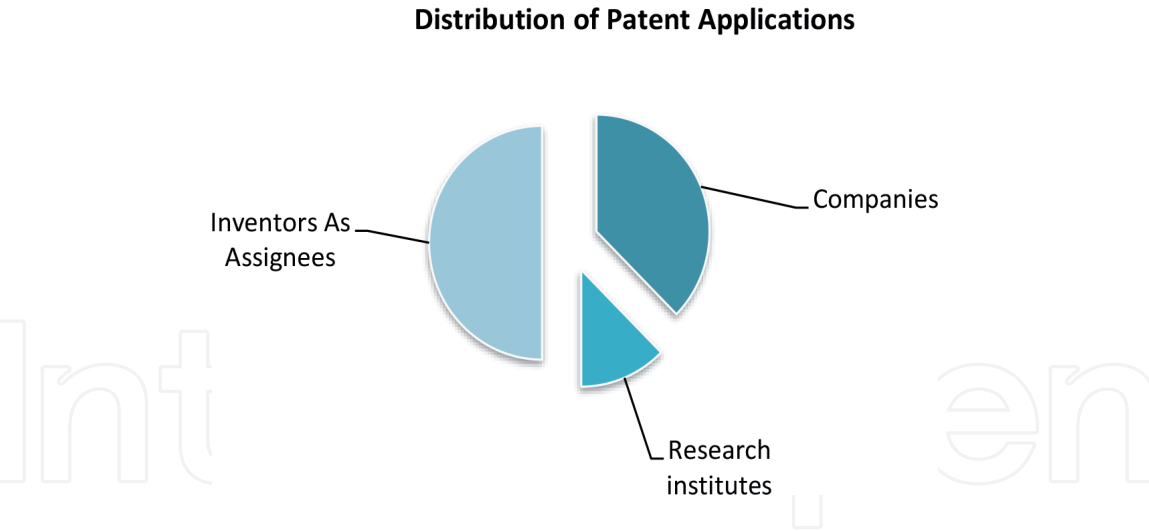 Distribution of Patent Applications
Companies
Inventors As
Assignees
Research
institutes